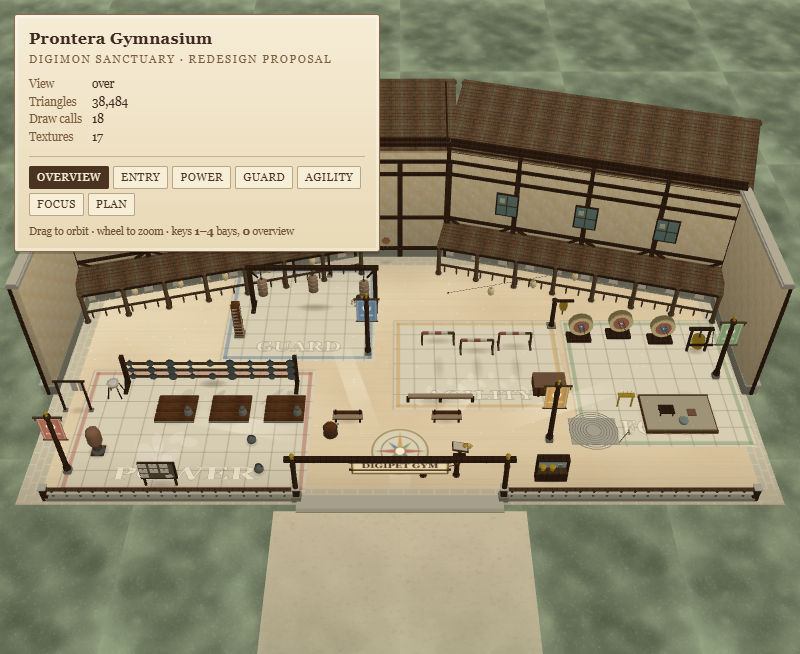 Prontera Gymnasium
DIGIMON SANCTUARY · REDESIGN PROPOSAL
View over
Triangles 38,484
Draw calls 18
Textures 17
OVERVIEW ENTRY POWER GUARD AGILITY
FOCUS PLAN
Drag to orbit · wheel to zoom · keys 1–4 bays, 0 overview
GUARD
AGILITY
POWER
DIGIPET GYM